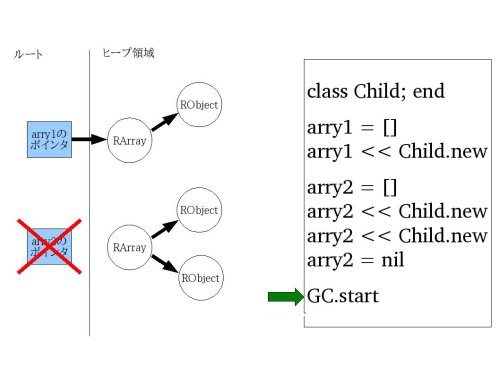 ルート
ヒープ領域
arry1の
ポインタ
RArray
RObject
arry2の
ポインタ
RArray
RObject
RObject
class Child; end
arry1 = []
arry1 << Child.new
arry2 = []
arry2 << Child.new
arry2 << Child.new
arry2 = nil
GC.start